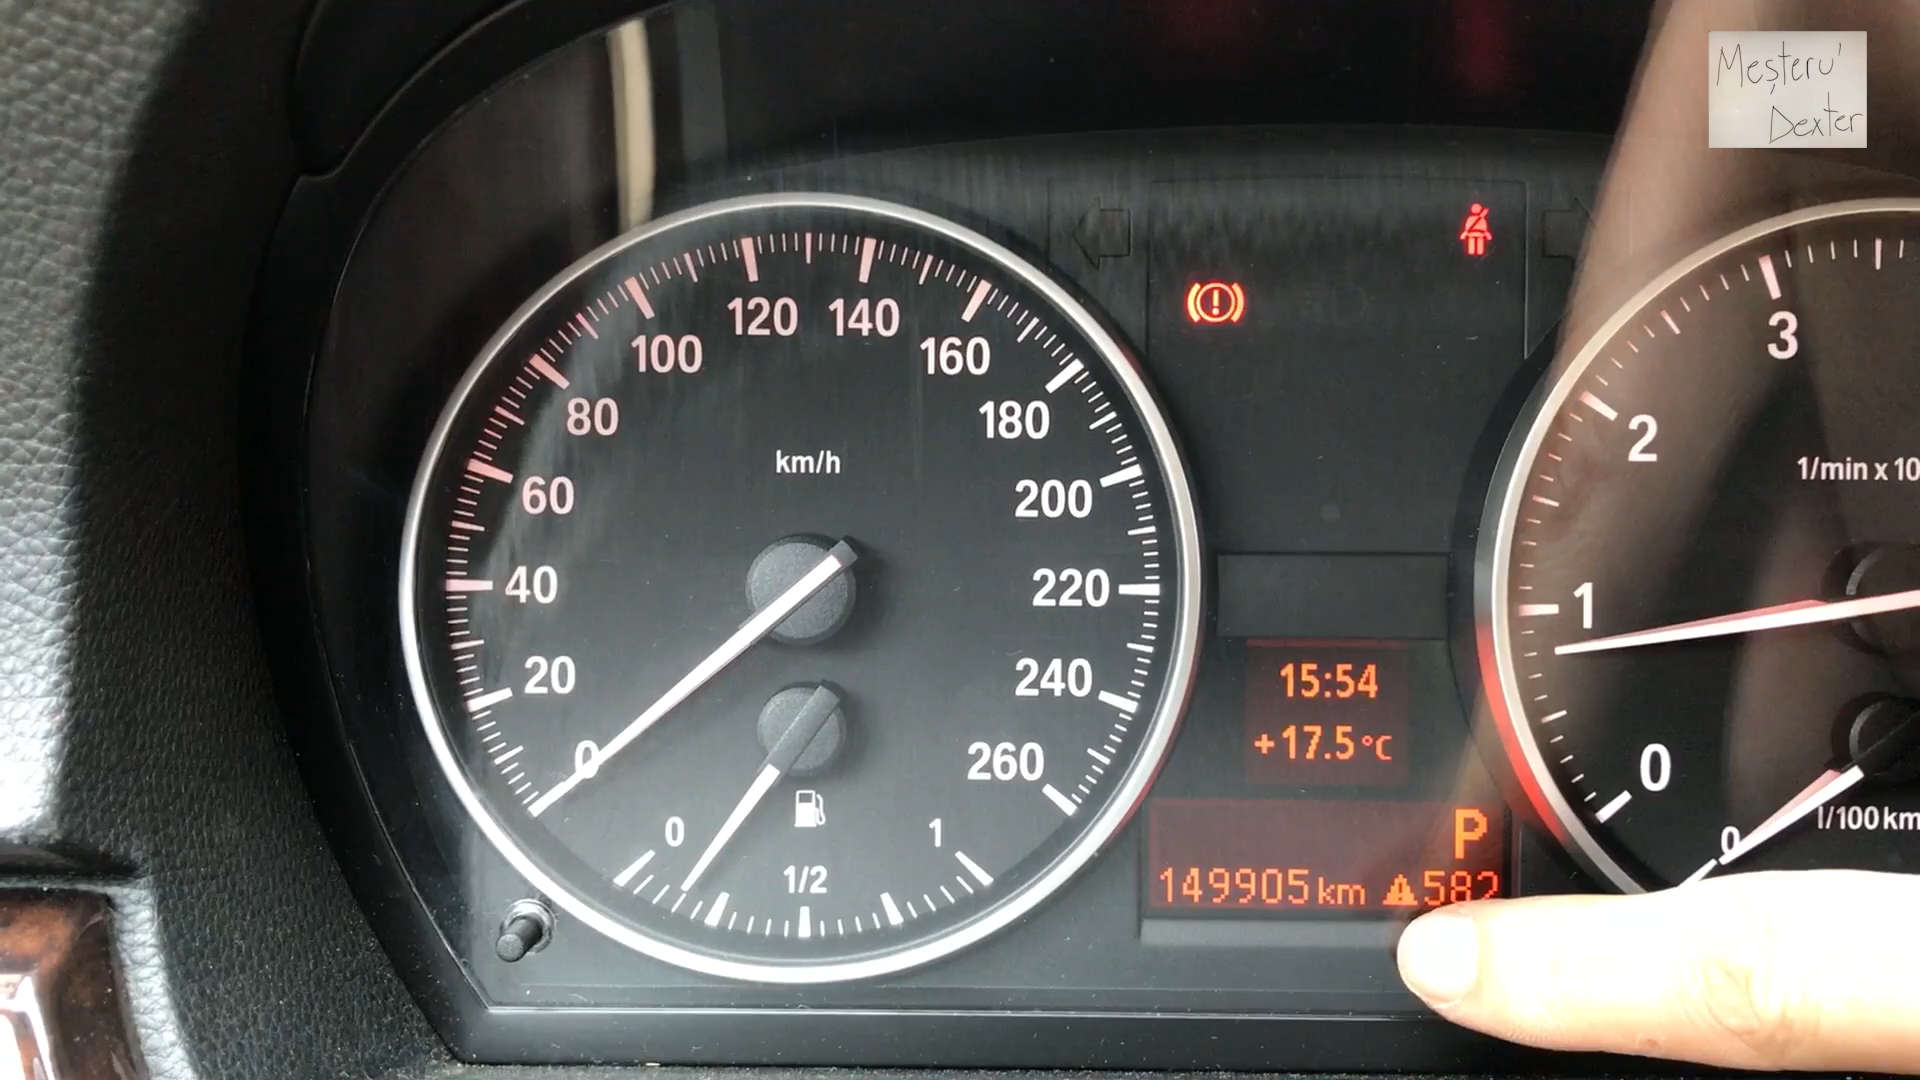 Meșteru'
Dexter
120 140
100 160
80 180
km/h
60 200
40 220
20 240
0 260
0 1
1/2
15:54
+17.5°C
P
149905 km 582
3
2
1/min x 10
1
0
l/100 km
0